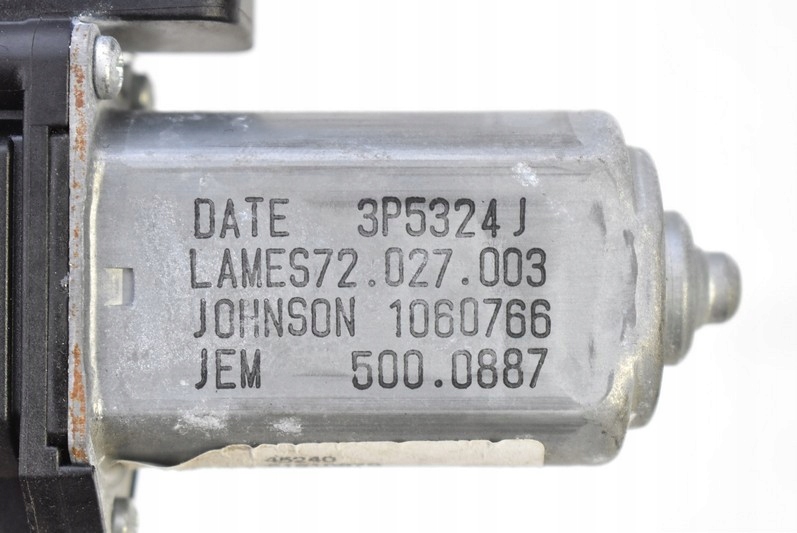 DATE 3P5324J
LAMES72.027.003
JOHNSON 1060766
JEM 500.0887